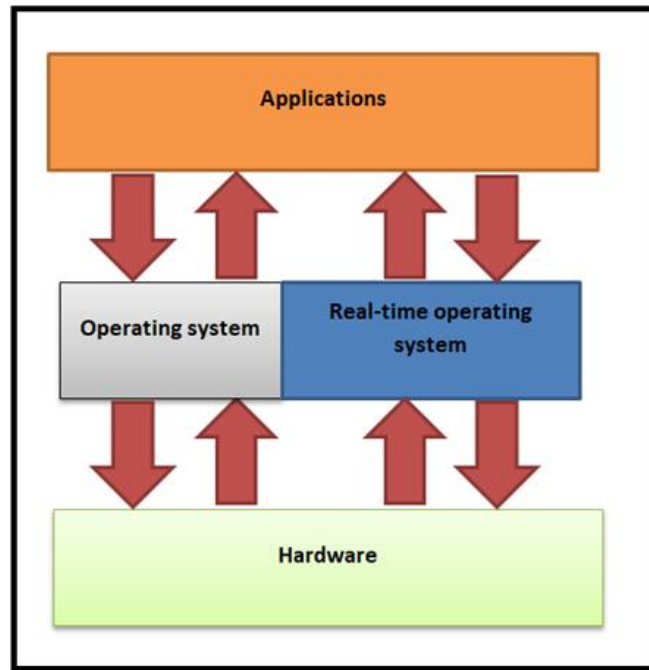 Applications
Operating system
Real-time operating
system
Hardware